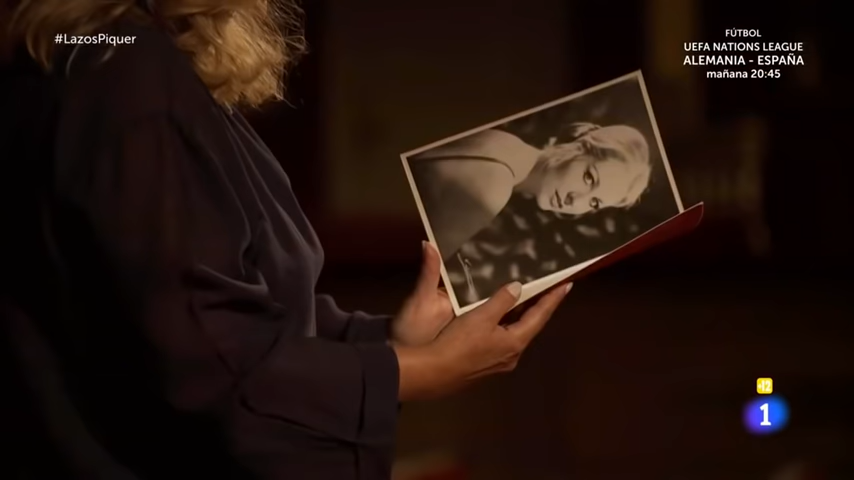 #LazosPiquer
FÚTBOL
UEFA NATIONS LEAGUE
ALEMANIA - ESPAÑA
mañana 20:45
+12
1